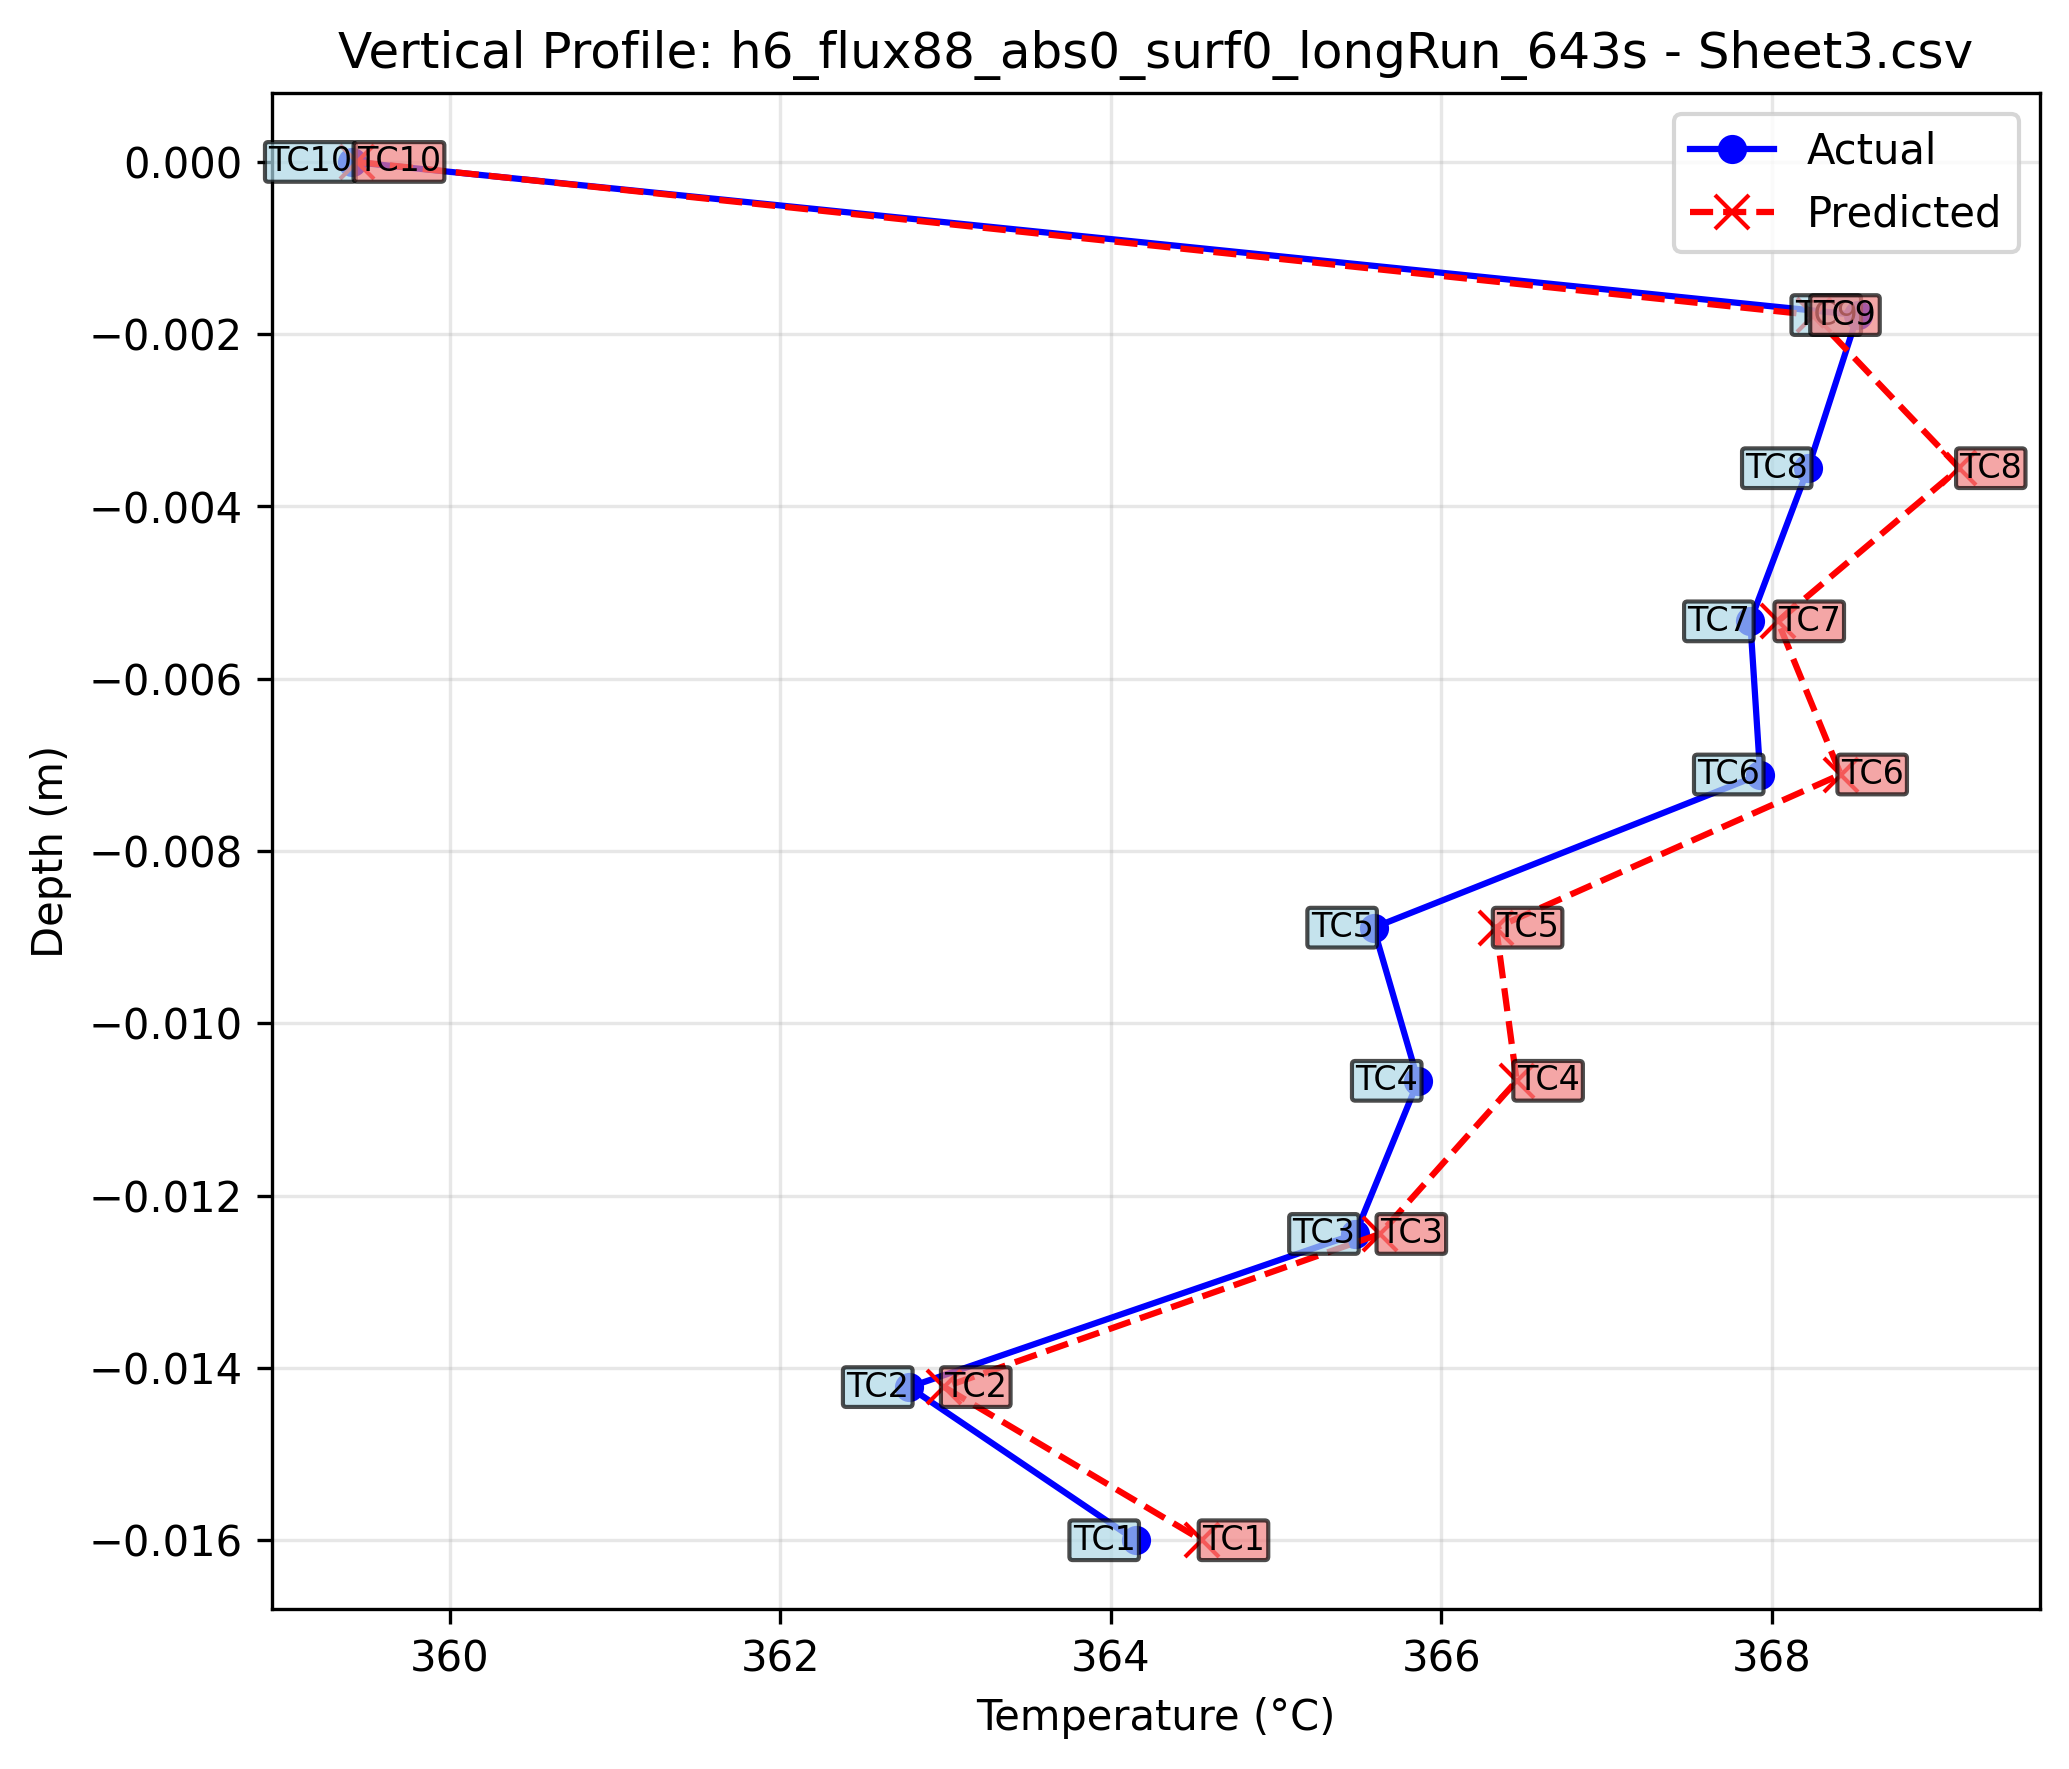 Vertical Profile: h6_flux88_abs0_surf0_longRun_643s - Sheet3.csv
Actual
Predicted
0.000
−0.002
−0.004
−0.006
−0.008
−0.010
−0.012
−0.014
−0.016
Depth (m)
TC10 TC10
TC9 TC9
TC8 TC8
TC7 TC7
TC6 TC6
TC5 TC5
TC4 TC4
TC3 TC3
TC2 TC2
TC1 TC1
360 362 364 366 368
Temperature (°C)